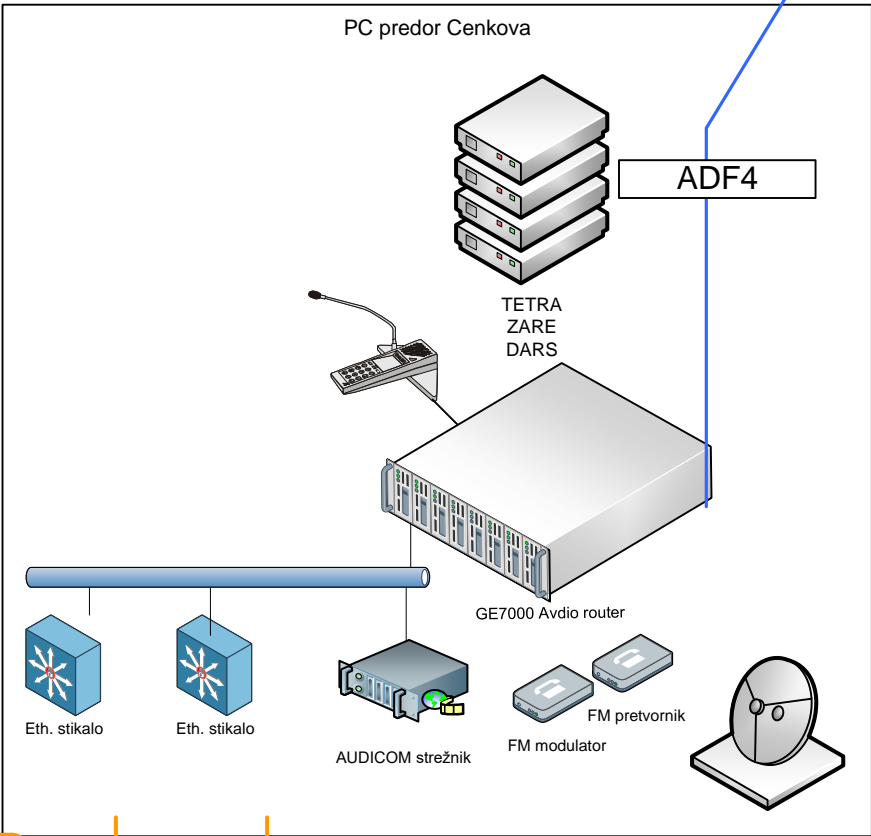 PC predor Cenkova
ADF4
TETRA
ZARE
DARS
GE7000 Avdio router
Eth. stikalo
Eth. stikalo
AUDICOM strežnik
FM modulator
FM pretvornik